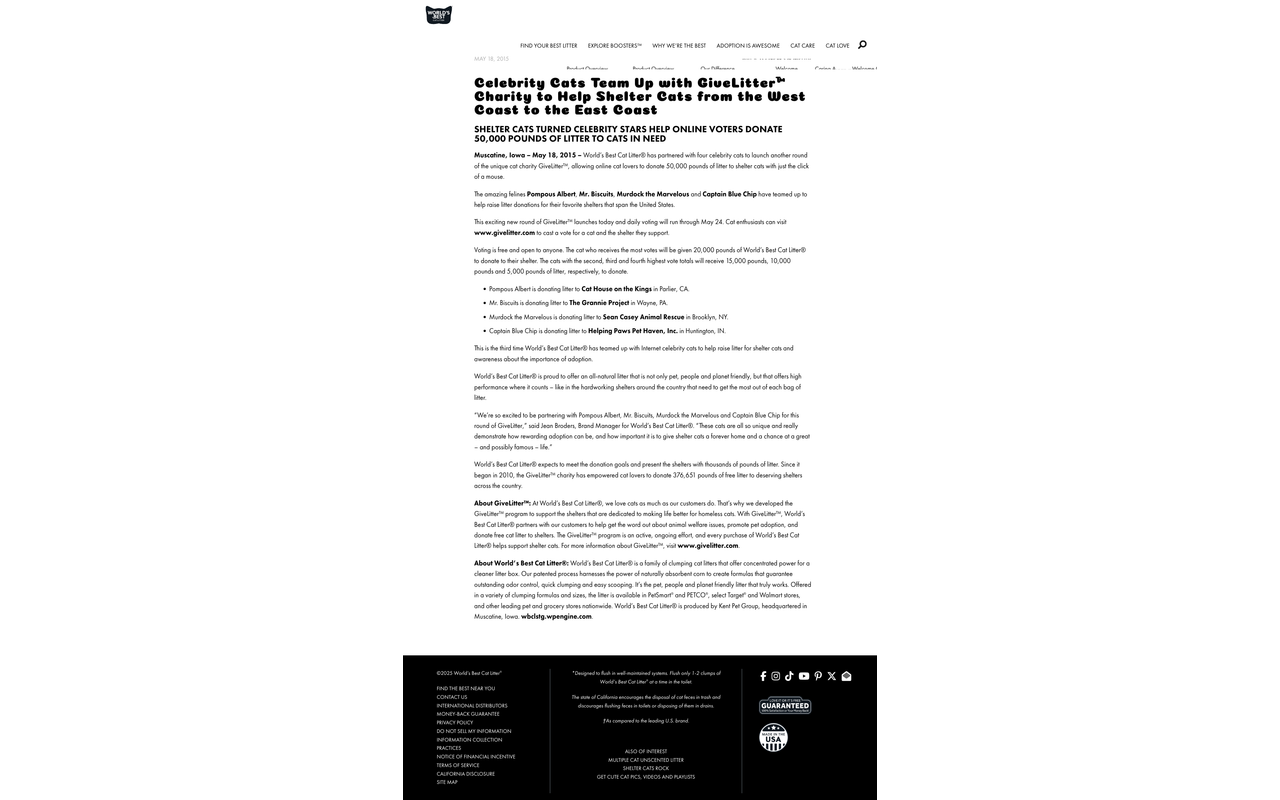 WORLD'S BEST
FIND YOUR BEST LITTER EXPLORE BOOSTERS™ WHY WE'RE THE BEST ADOPTION IS AWESOME CAT CARE CAT LOVE
MAY 18, 2015
Product Overview Product Overview Our Difference Welcome
Celebrity Cats Team Up with GiveLitter™
Charity to Help Shelter Cats from the West
Coast to the East Coast
SHELTER CATS TURNED CELEBRITY STARS HELP ONLINE VOTERS DONATE
50,000 POUNDS OF LITTER TO CATS IN NEED
Muscatine, Iowa – May 18, 2015 – World's Best Cat Litter® has partnered with four celebrity cats to launch another round
of the unique cat charity GiveLitter™, allowing online cat lovers to donate 50,000 pounds of litter to shelter cats with just the click
of a mouse.
The amazing felines Pompous Albert, Mr. Biscuits, Murdock the Marvelous and Captain Blue Chip have teamed up to
help raise litter donations for their favorite shelters that span the United States.
This exciting new round of GiveLitter™ launches today and daily voting will run through May 24. Cat enthusiasts can visit
www.givelitter.com to cast a vote for a cat and the shelter they support.
Voting is free and open to anyone. The cat who receives the most votes will be given 20,000 pounds of World's Best Cat Litter®
to donate to their shelter. The cats with the second, third and fourth highest vote totals will receive 15,000 pounds, 10,000
pounds and 5,000 pounds of litter, respectively, to donate.
• Pompous Albert is donating litter to Cat House on the Kings in Parlier, CA.
• Mr. Biscuits is donating litter to The Grannie Project in Wayne, PA.
• Murdock the Marvelous is donating litter to Sean Casey Animal Rescue in Brooklyn, NY.
• Captain Blue Chip is donating litter to Helping Paws Pet Haven, Inc. in Huntington, IN.
This is the third time World's Best Cat Litter® has teamed up with Internet celebrity cats to help raise litter for shelter cats and
awareness about the importance of adoption.
World's Best Cat Litter® is proud to offer an all-natural litter that is not only pet, people and planet friendly, but that offers high
performance where it counts – like in the hardworking shelters around the country that need to get the most out of each bag of
litter.
"We're so excited to be partnering with Pompous Albert, Mr. Biscuits, Murdock the Marvelous and Captain Blue Chip for this
round of GiveLitter," said Jean Broders, Brand Manager for World's Best Cat Litter®. "These cats are all so unique and really
demonstrate how rewarding adoption can be, and how important it is to give shelter cats a forever home and a chance at a great
– and possibly famous – life."
World's Best Cat Litter® expects to meet the donation goals and present the shelters with thousands of pounds of litter. Since it
began in 2010, the GiveLitter™ charity has empowered cat lovers to donate 376,651 pounds of free litter to deserving shelters
across the country.
About GiveLitter™: At World's Best Cat Litter®, we love cats as much as our customers do. That's why we developed the
GiveLitter™ program to support the shelters that are dedicated to making life better for homeless cats. With GiveLitter™, World's
Best Cat Litter® partners with our customers to help get the word out about animal welfare issues, promote pet adoption, and
donate free cat litter to shelters. The GiveLitter™ program is an active, ongoing effort, and every purchase of World's Best Cat
Litter® helps support shelter cats. For more information about GiveLitter™, visit www.givelitter.com.
About World's Best Cat Litter®: World's Best Cat Litter® is a family of clumping cat litters that offer concentrated power for a
cleaner litter box. Our patented process harnesses the power of naturally absorbent corn to create formulas that guarantee
outstanding odor control, quick clumping and easy scooping. It's the pet, people and planet friendly litter that truly works. Offered
in a variety of clumping formulas and sizes, the litter is available in PetSmart® and PETCO®, select Target® and Walmart stores,
and other leading pet and grocery stores nationwide. World's Best Cat Litter® is produced by Kent Pet Group, headquartered in
Muscatine, Iowa. wbclstg.wpengine.com.
©2025 World's Best Cat Litter®
FIND THE BEST NEAR YOU
CONTACT US
INTERNATIONAL DISTRIBUTORS
MONEY-BACK GUARANTEE
PRIVACY POLICY
DO NOT SELL MY INFORMATION
INFORMATION COLLECTION
PRACTICES
NOTICE OF FINANCIAL INCENTIVE
TERMS OF SERVICE
CALIFORNIA DISCLOSURE
SITE MAP
*Designed to flush in well-maintained systems. Flush only 1-2 clumps of
World's Best Cat Litter® at a time in the toilet.
The state of California encourages the disposal of cat feces in trash and
discourages flushing feces in toilets or disposing of them in drains.
‡As compared to the leading U.S. brand.
ALSO OF INTEREST
MULTIPLE CAT UNSCENTED LITTER
SHELTER CATS ROCK
GET CUTE CAT PICS, VIDEOS AND PLAYLISTS
LOVE IT OR IT'S FREE
GUARANTEED
MADE IN THE
USA